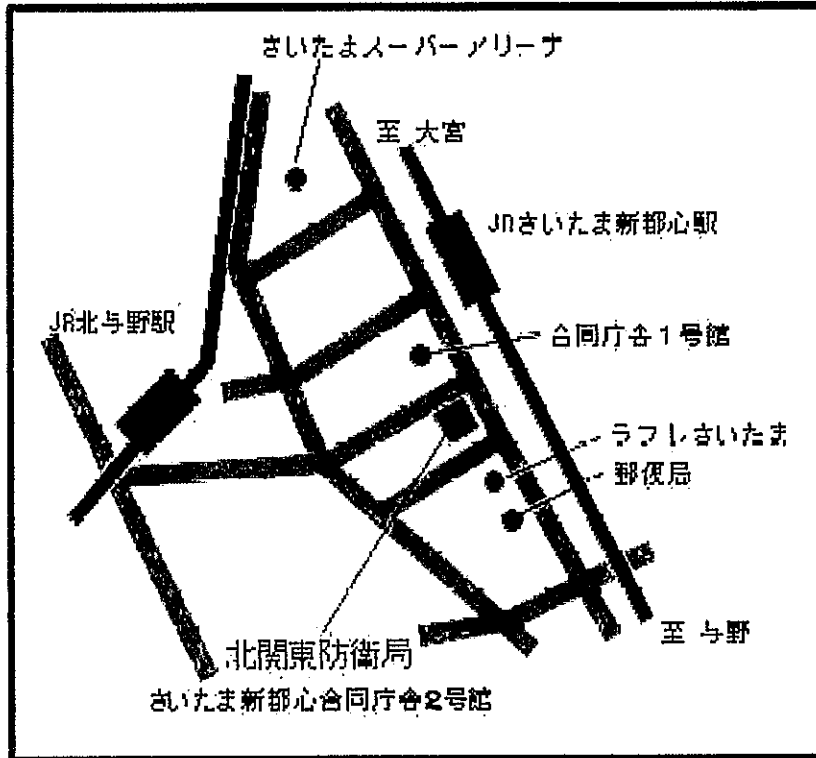 さいたまスーパーアリーナ
至 大宮
JRさいたま新都心駅
JR北与野駅
合同庁舎1号館
ラフレさいたま
郵便局
至 与野
北関東防衛局
さいたま新都心合同庁舎2号館